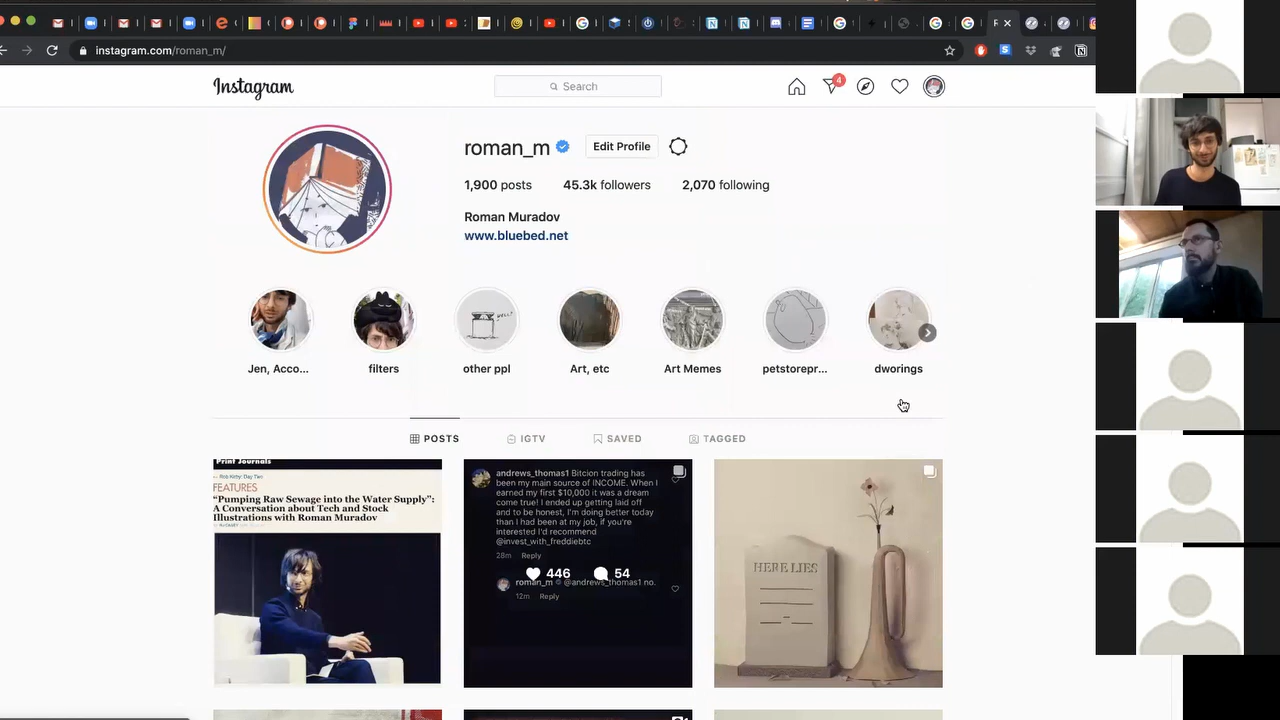 instagram.com/roman_m/
Instagram
Search
4
roman_m
Edit Profile
1,900 posts
45.3k followers
2,070 following
Roman Muradov
www.bluebed.net
Jen, Acco...
filters
other ppl
Art, etc
Art Memes
petstorepr...
dworings
POSTS
IGTV
SAVED
TAGGED
Print Journals
FEATURES
“Pumping Raw Sewage into the Water Supply”:
A Conversation about Tech and Stock
Illustrations with Roman Muradov
andrews_thomas1 Bitcion trading has
been my main source of INCOME. When I
earned my first $10,000 it was a dream
come true! I ended up getting laid off
and to be honest, I'm doing better today
than I had been at my job, if you're
interested I'd recommend
@invest_with_freddiebtc
28m Reply
446
54
roman_m @andrews_thomas1 no.
12m Reply
HERE LIES